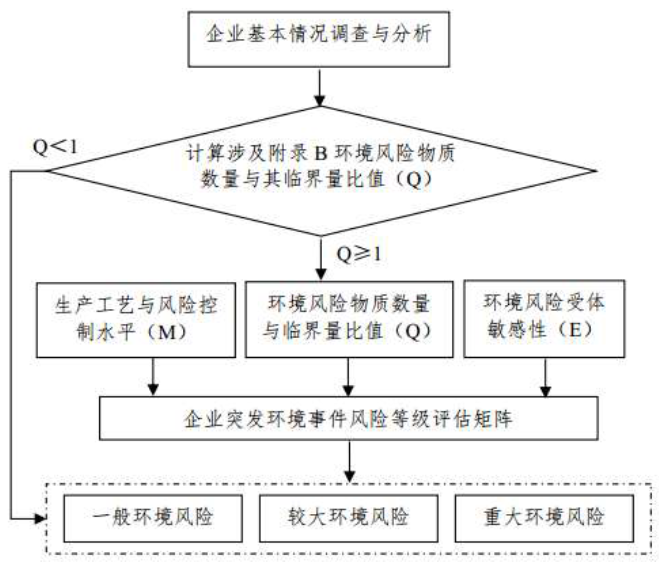 企业基本情况调查与分析
Q＜1
计算涉及附录 B 环境风险物质
数量与其临界量比值（Q）
Q≥1
生产工艺与风险控
制水平（M）
环境风险物质数量
与临界量比值（Q）
环境风险受体
敏感性（E）
企业突发环境事件风险等级评估矩阵
一般环境风险
较大环境风险
重大环境风险